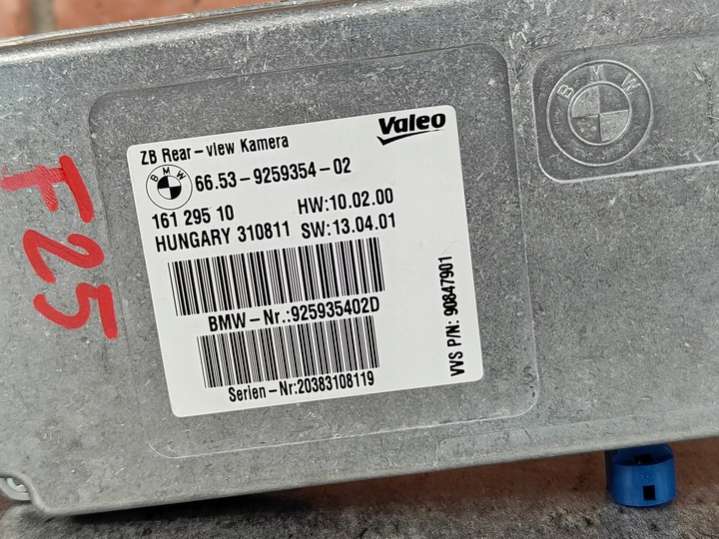 ZB Rear-view Kamera
Valeo
BMW
66.53-9259354-02
161 295 10
HW:10.02.00
HUNGARY 310811
SW:13.04.01
BMW-Nr.:925935402D
Serien-Nr:20383108119
VVS P/N: 90847901
F25
BMW